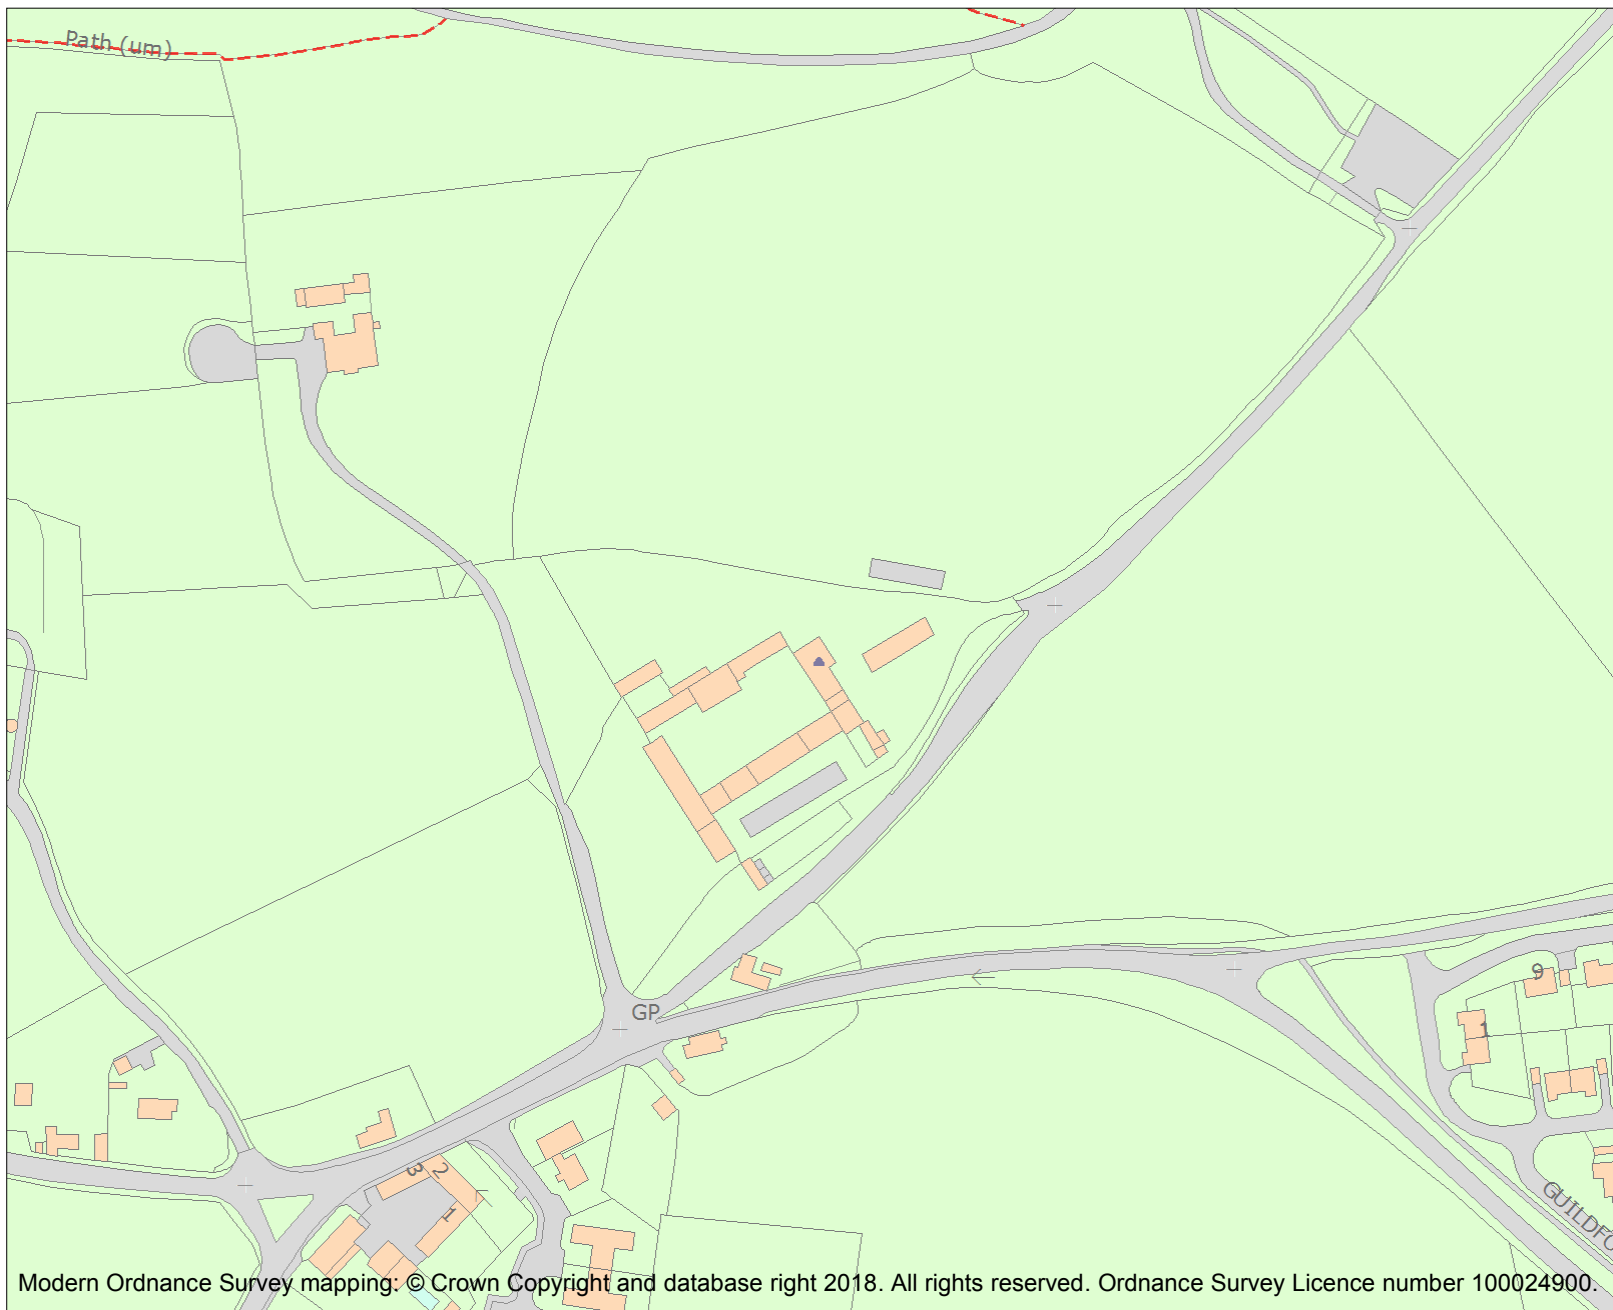 Path (um)
GP
9
1
3
2
1
GUILDFO
Modern Ordnance Survey mapping: © Crown Copyright and database right 2018. All rights reserved. Ordnance Survey Licence number 100024900.